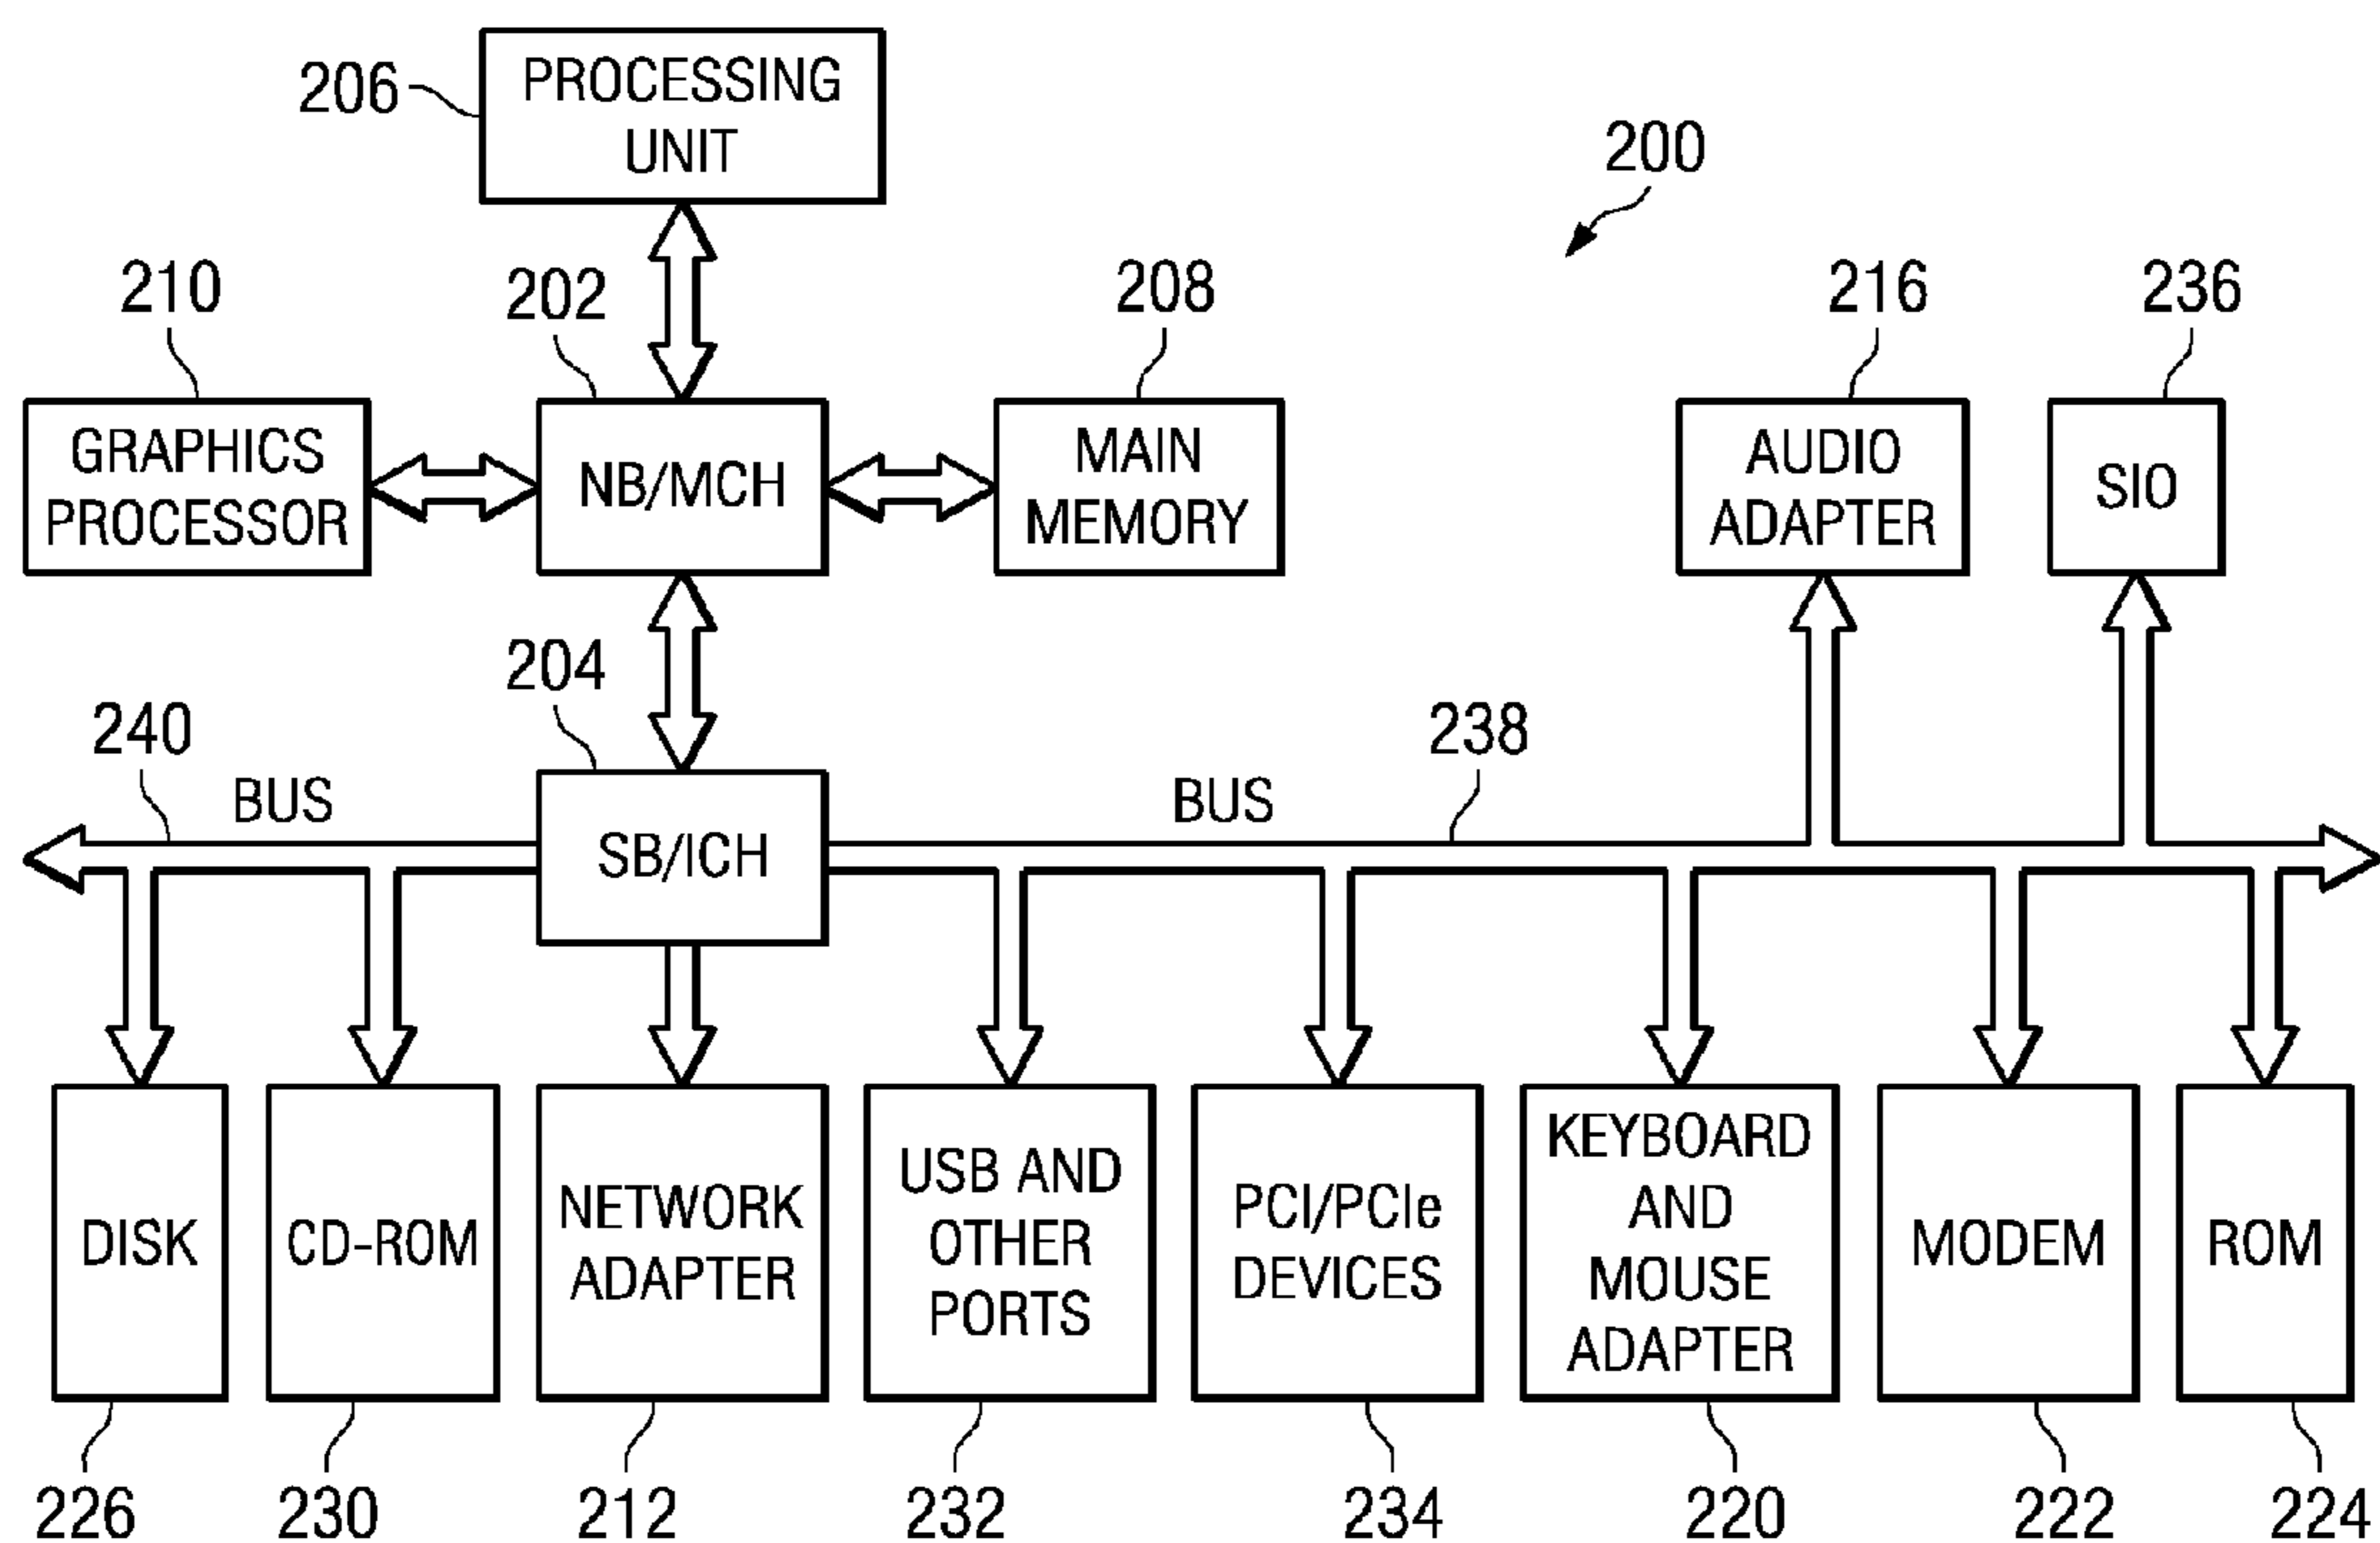 206
PROCESSING
UNIT
200
210
202
208
216
236
GRAPHICS
PROCESSOR
NB/MCH
MAIN
MEMORY
AUDIO
ADAPTER
SIO
204
240
BUS
SB/ICH
BUS
238
DISK
CD-ROM
NETWORK
ADAPTER
USB AND
OTHER
PORTS
PCI/PCIe
DEVICES
KEYBOARD
AND
MOUSE
ADAPTER
MODEM
ROM
226
230
212
232
234
220
222
224